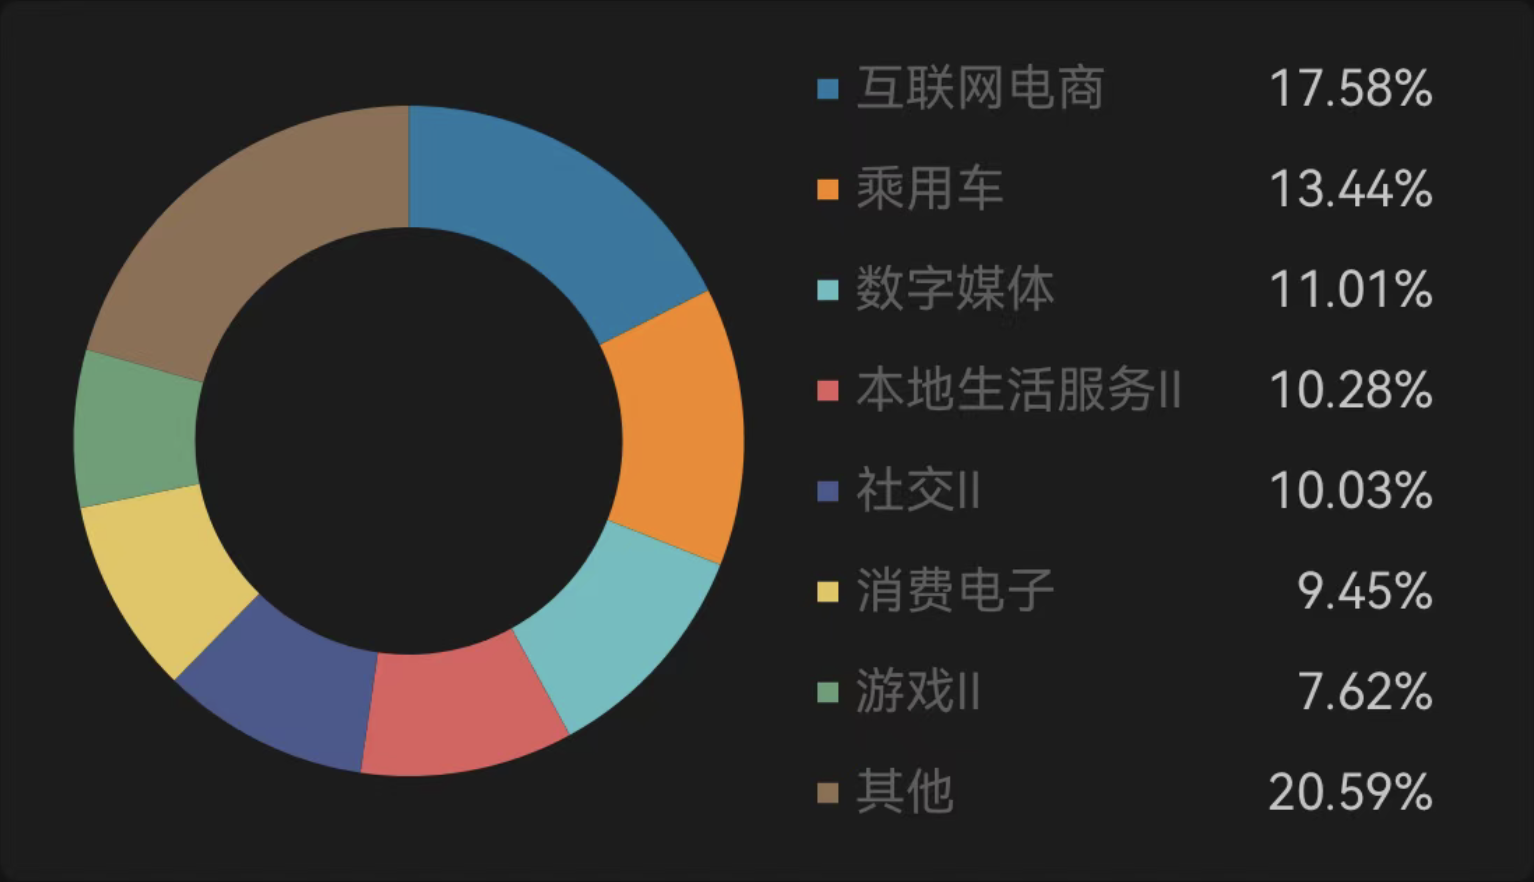 互联网电商 17.58%
乘用车 13.44%
数字媒体 11.01%
本地生活服务II 10.28%
社交II 10.03%
消费电子 9.45%
游戏II 7.62%
其他 20.59%